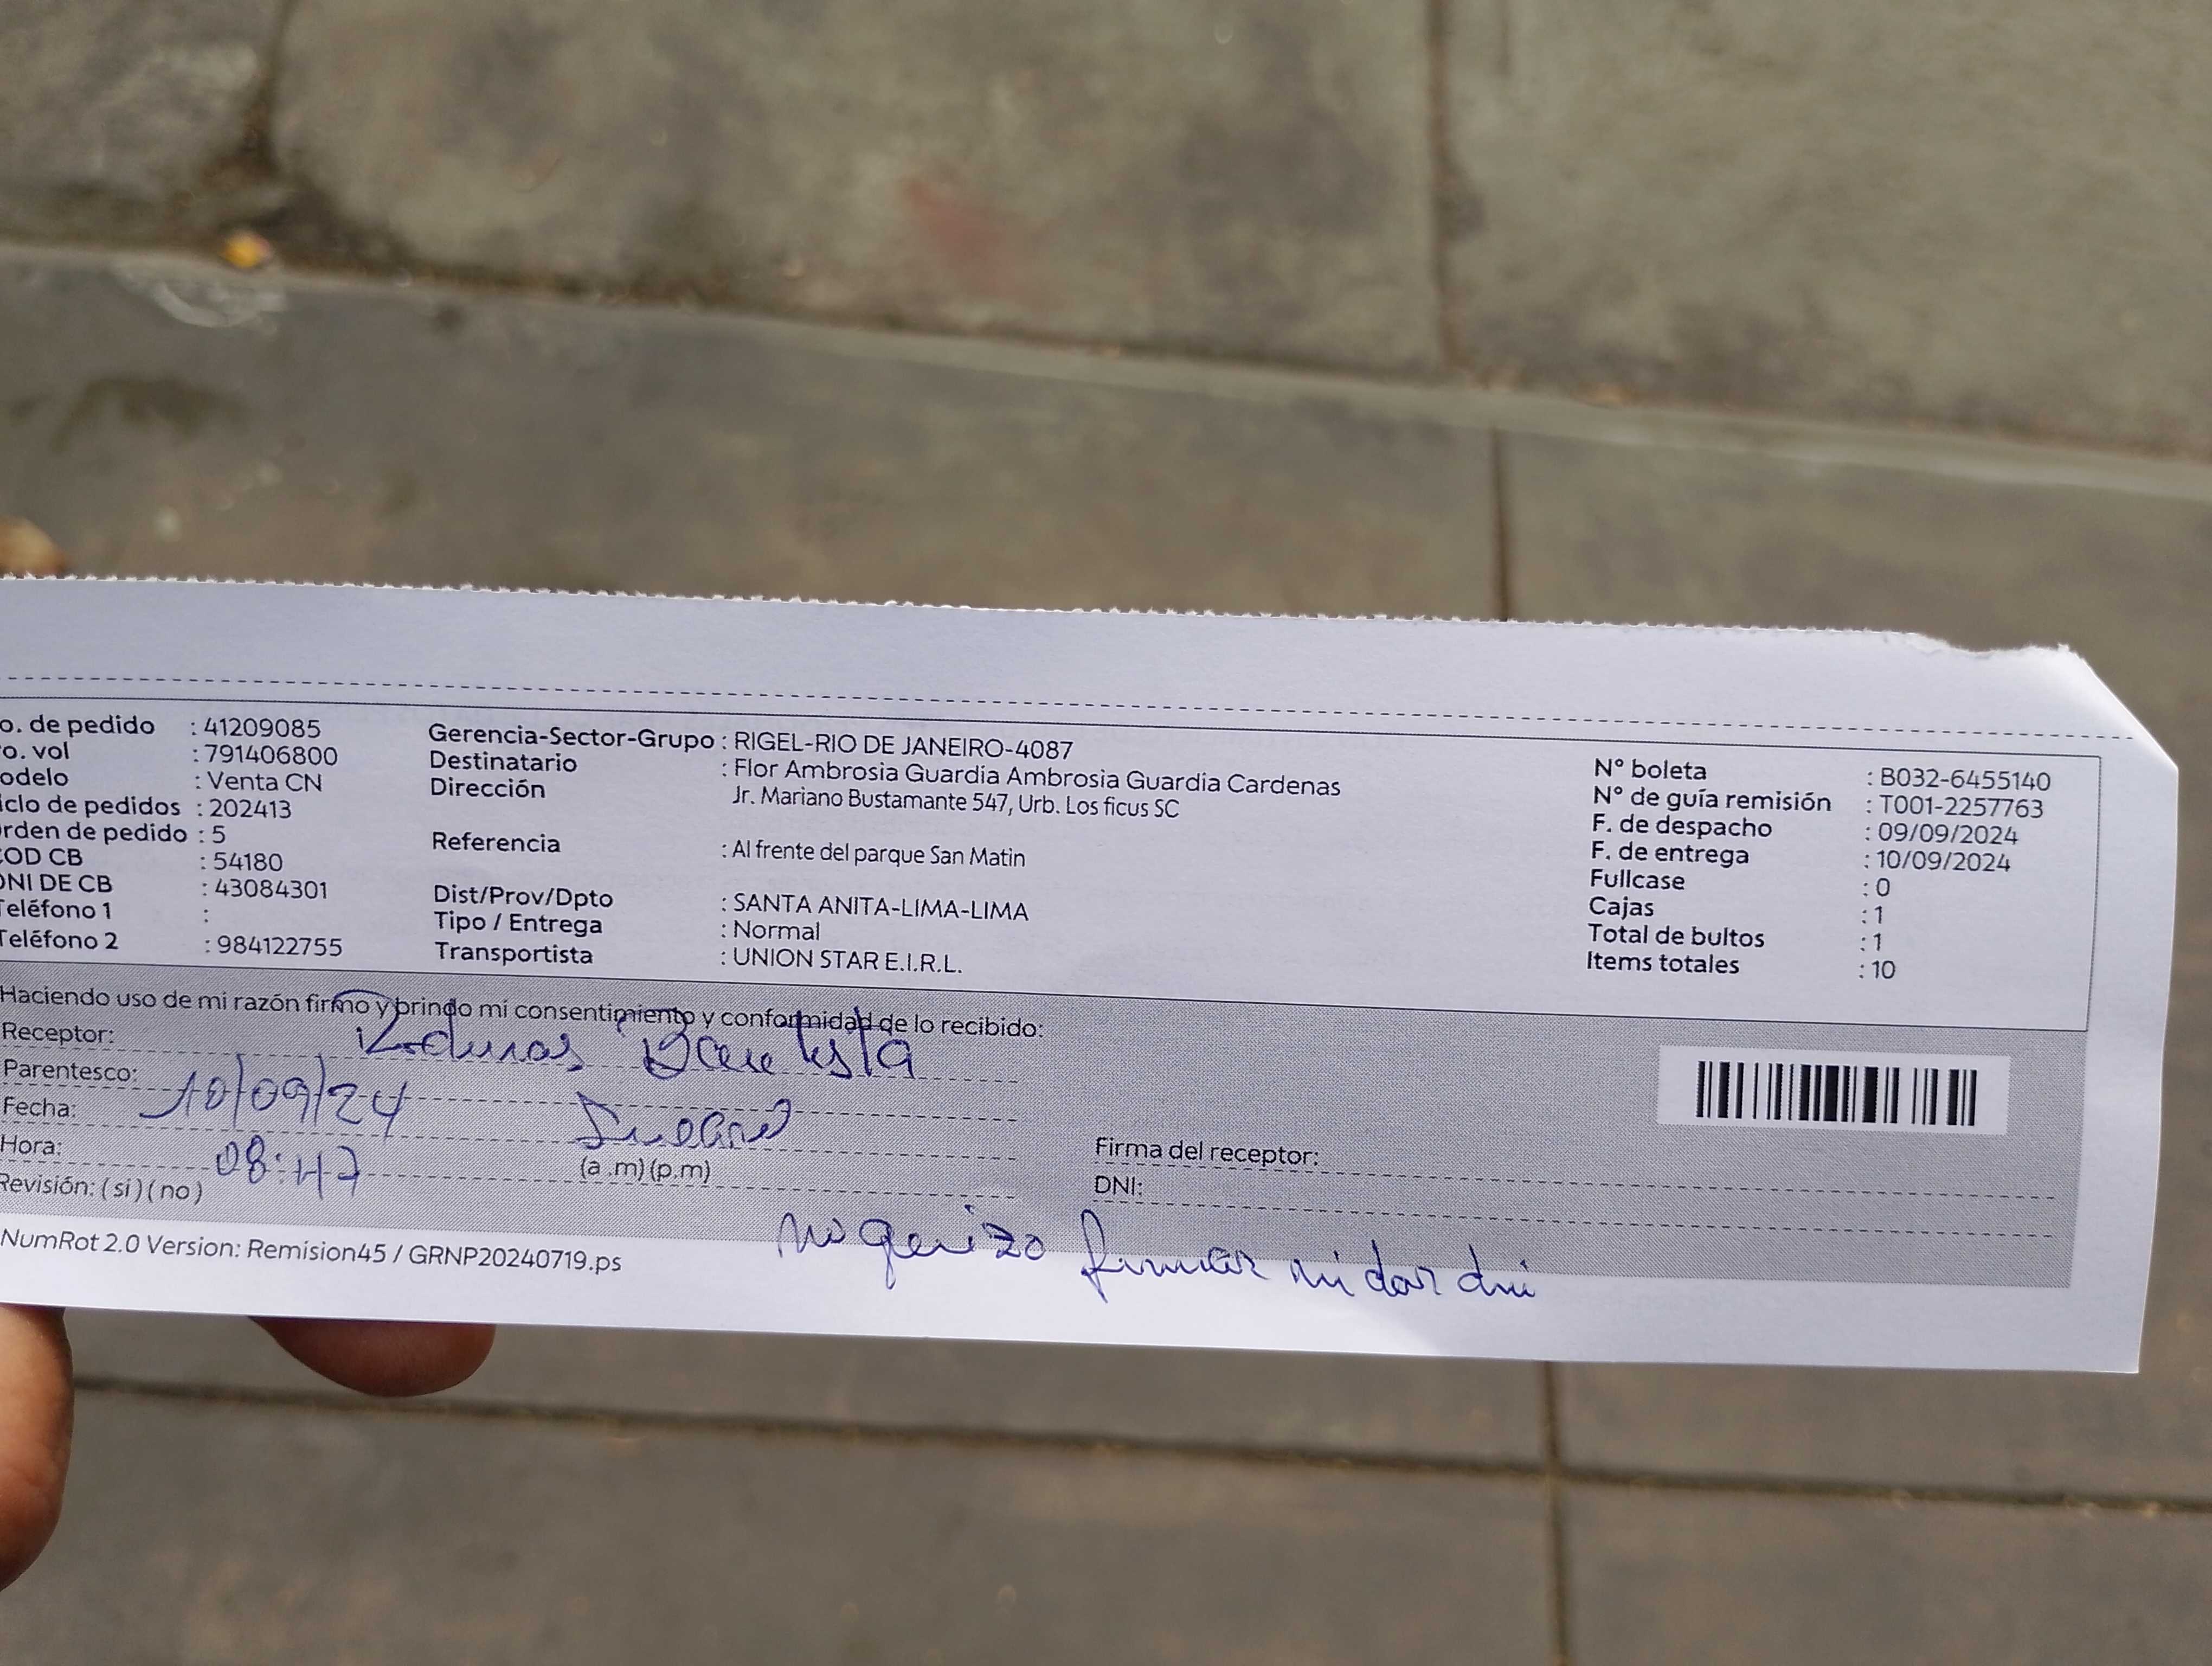 o. de pedido : 41209085
o. vol : 791406800
odelo : Venta CN
iclo de pedidos : 202413
rden de pedido : 5
COD CB : 54180
DNI DE CB : 43084301
Teléfono 1 :
Teléfono 2 : 984122755
Gerencia-Sector-Grupo : RIGEL-RIO DE JANEIRO-4087
Destinatario : Flor Ambrosia Guardia Ambrosia Guardia Cardenas
Dirección Jr. Mariano Bustamante 547, Urb. Los ficus SC
Referencia : Al frente del parque San Matin
Dist/Prov/Dpto : SANTA ANITA-LIMA-LIMA
Tipo / Entrega : Normal
Transportista : UNION STAR E.I.R.L.
N° boleta : B032-6455140
N° de guía remisión : T001-2257763
F. de despacho : 09/09/2024
F. de entrega : 10/09/2024
Fullcase : 0
Cajas : 1
Total de bultos : 1
Items totales : 10
Haciendo uso de mi razón firmo y brindo mi consentimiento y conformidad de lo recibido:
Receptor:
Parentesco:
Fecha: 10/09/24
Hora: 08:47 (a .m) (p.m)
Revisión: ( si ) ( no )
Firma del receptor:
DNI:
no quizo firmar ni dar dni
NumRot 2.0 Version: Remision45 / GRNP20240719.ps